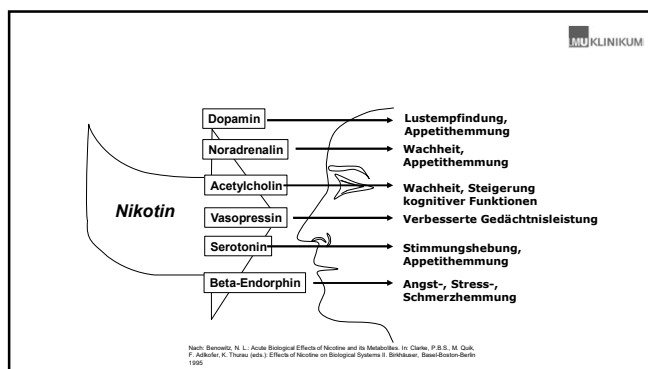 LMU KLINIKUM
Dopamin
Lustempfindung,
Appetithemmung
Noradrenalin
Wachheit,
Appetithemmung
Acetylcholin
Wachheit, Steigerung
kognitiver Funktionen
Nikotin
Vasopressin
Verbesserte Gedächtnisleistung
Serotonin
Stimmungshebung,
Appetithemmung
Beta-Endorphin
Angst-, Stress-,
Schmerzhemmung
Nach: Benowitz, N. L.: Acute Biological Effects of Nicotine and its Metabolites. In: Clarke, P.B.S., M. Quik,
F. Adlkofer, K. Thurau (eds.): Effects of Nicotine on Biological Systems II. Birkhäuser, Basel-Boston-Berlin
1995